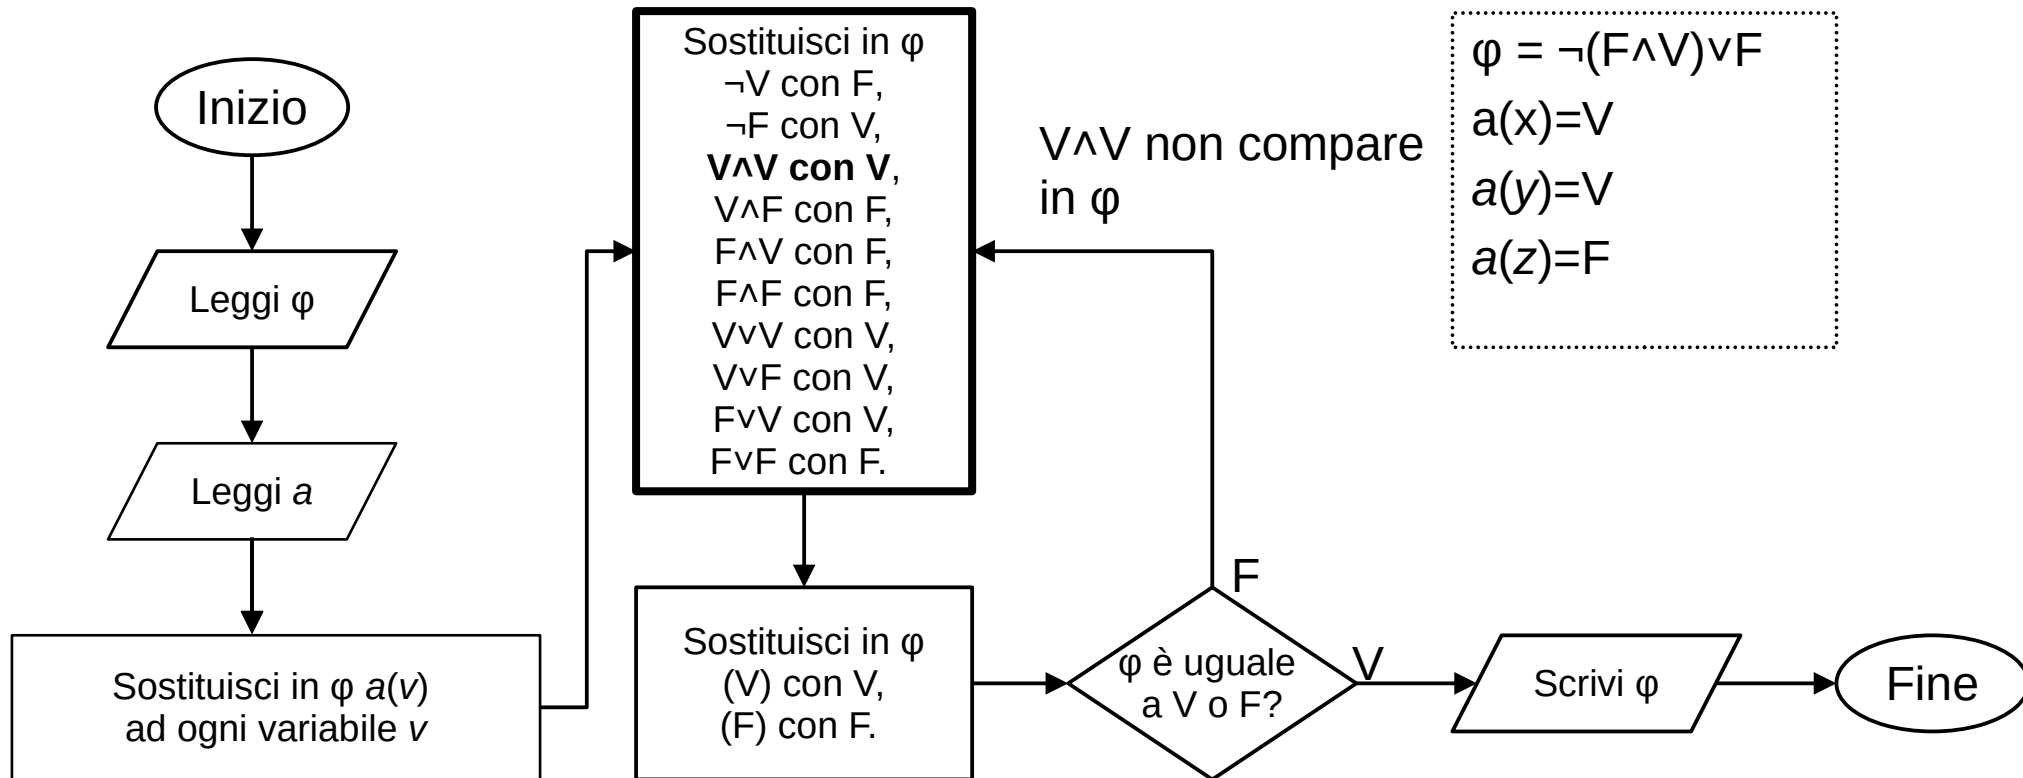 Inizio
Leggi φ
Leggi a
Sostituisci in φ a(v)
ad ogni variabile v
Sostituisci in φ
¬V con F,
¬F con V,
V∧V con V,
V∧F con F,
F∧V con F,
F∧F con F,
V∨V con V,
V∨F con V,
F∨V con V,
F∨F con F.
Sostituisci in φ
(V) con V,
(F) con F.
V∧V non compare
in φ
F
φ è uguale
a V o F?
V
Scrivi φ
Fine
φ = ¬(F∧V)∨F
a(x)=V
a(y)=V
a(z)=F